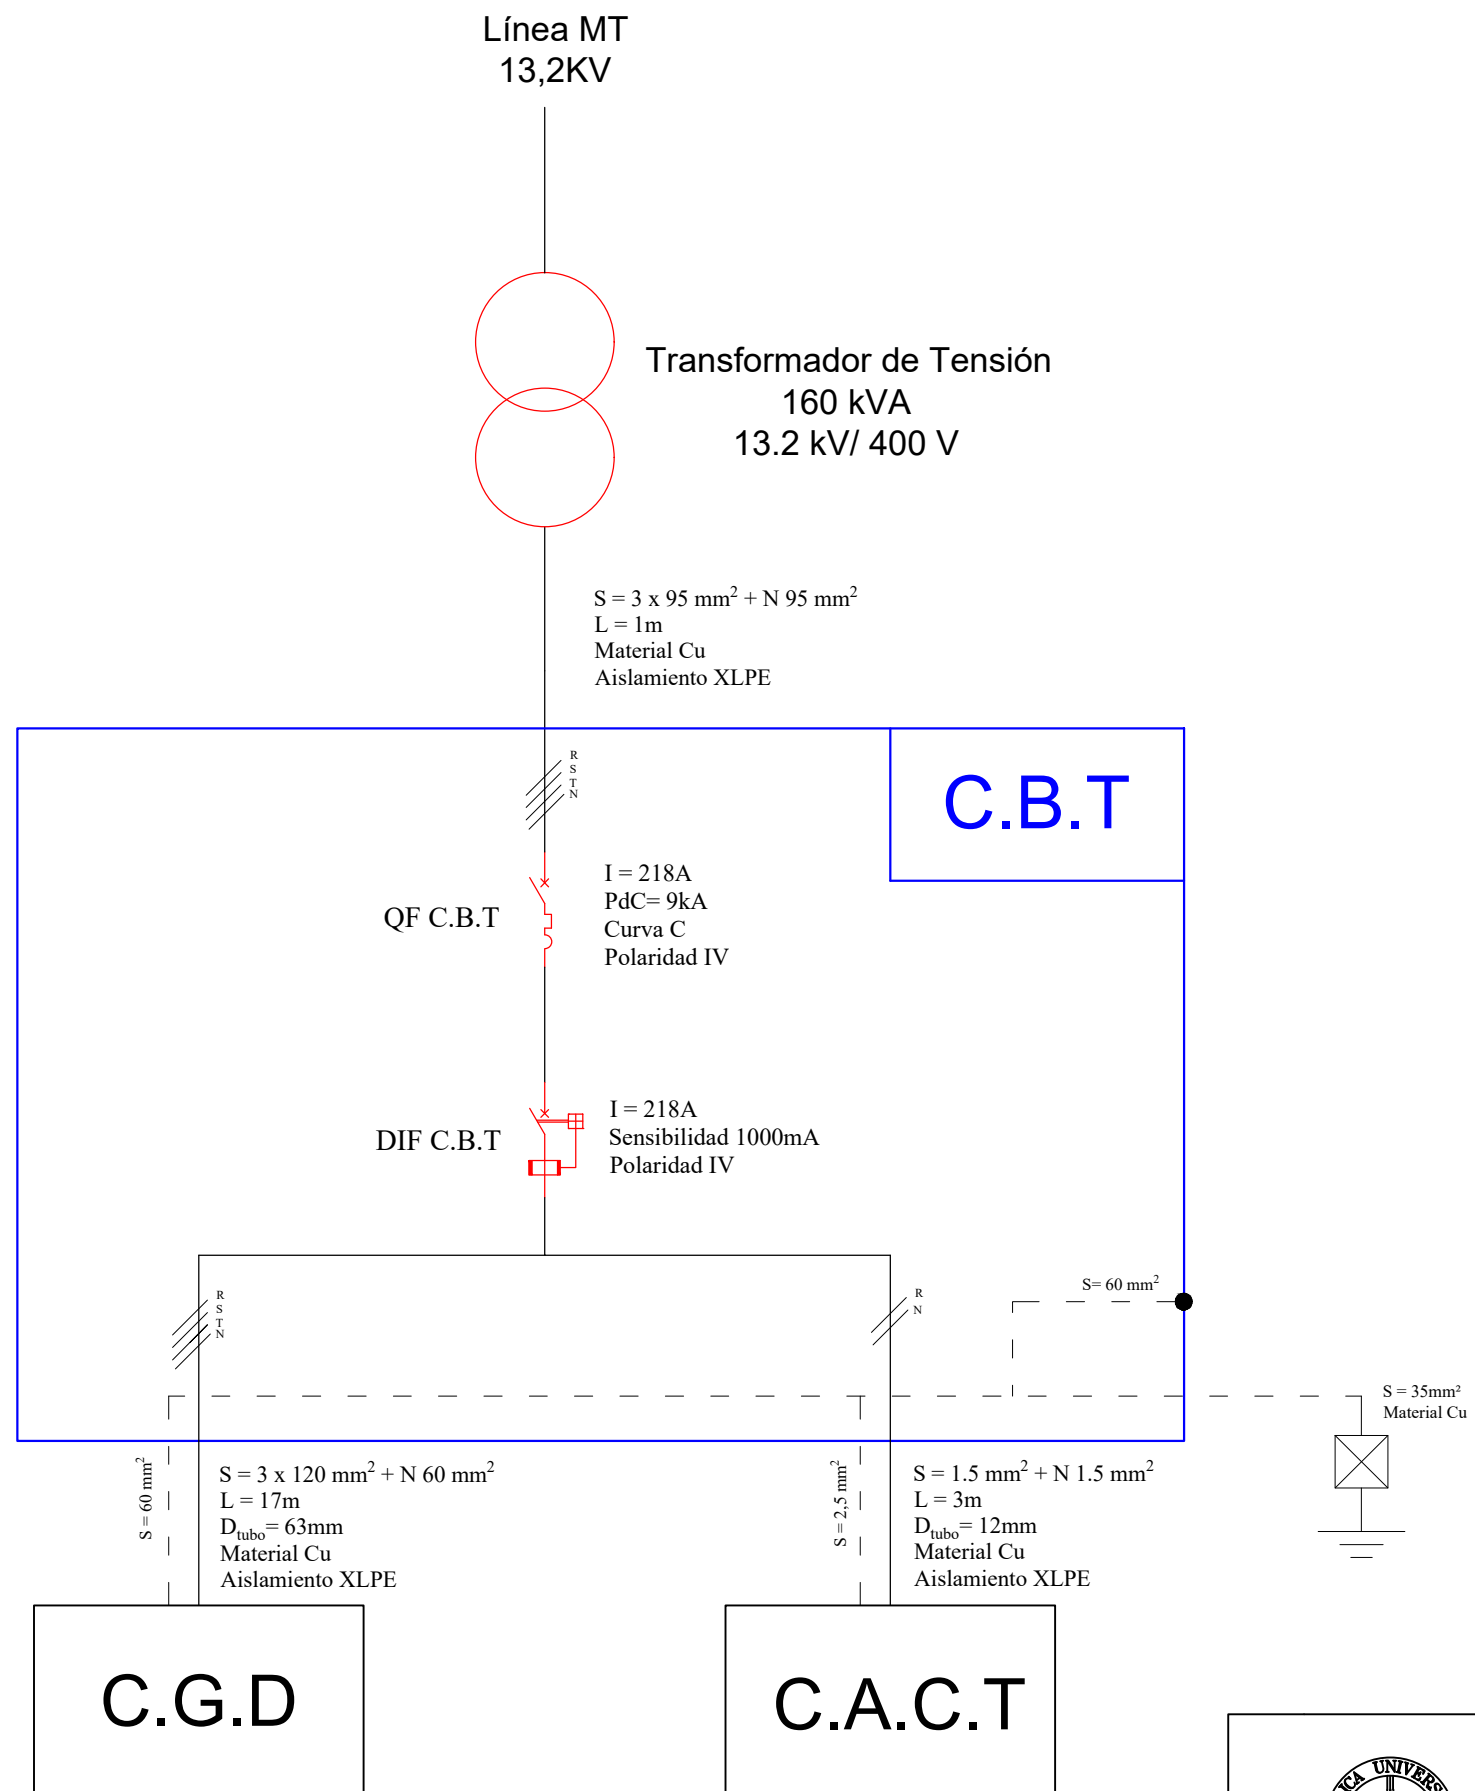 Línea MT
13,2KV
Transformador de Tensión
160 kVA
13.2 kV/ 400 V
S = 3 x 95 mm² + N 95 mm²
L = 1m
Material Cu
Aislamiento XLPE
C.B.T
R
S
T
N
QF C.B.T
I = 218A
PdC= 9kA
Curva C
Polaridad IV
DIF C.B.T
I = 218A
Sensibilidad 1000mA
Polaridad IV
R
S
T
N
R
N
S= 60 mm²
S = 35mm²
Material Cu
S = 60 mm²
S = 3 x 120 mm² + N 60 mm²
L = 17m
Dtubo= 63mm
Material Cu
Aislamiento XLPE
S = 2,5 mm²
S = 1.5 mm² + N 1.5 mm²
L = 3m
Dtubo= 12mm
Material Cu
Aislamiento XLPE
C.G.D
C.A.C.T